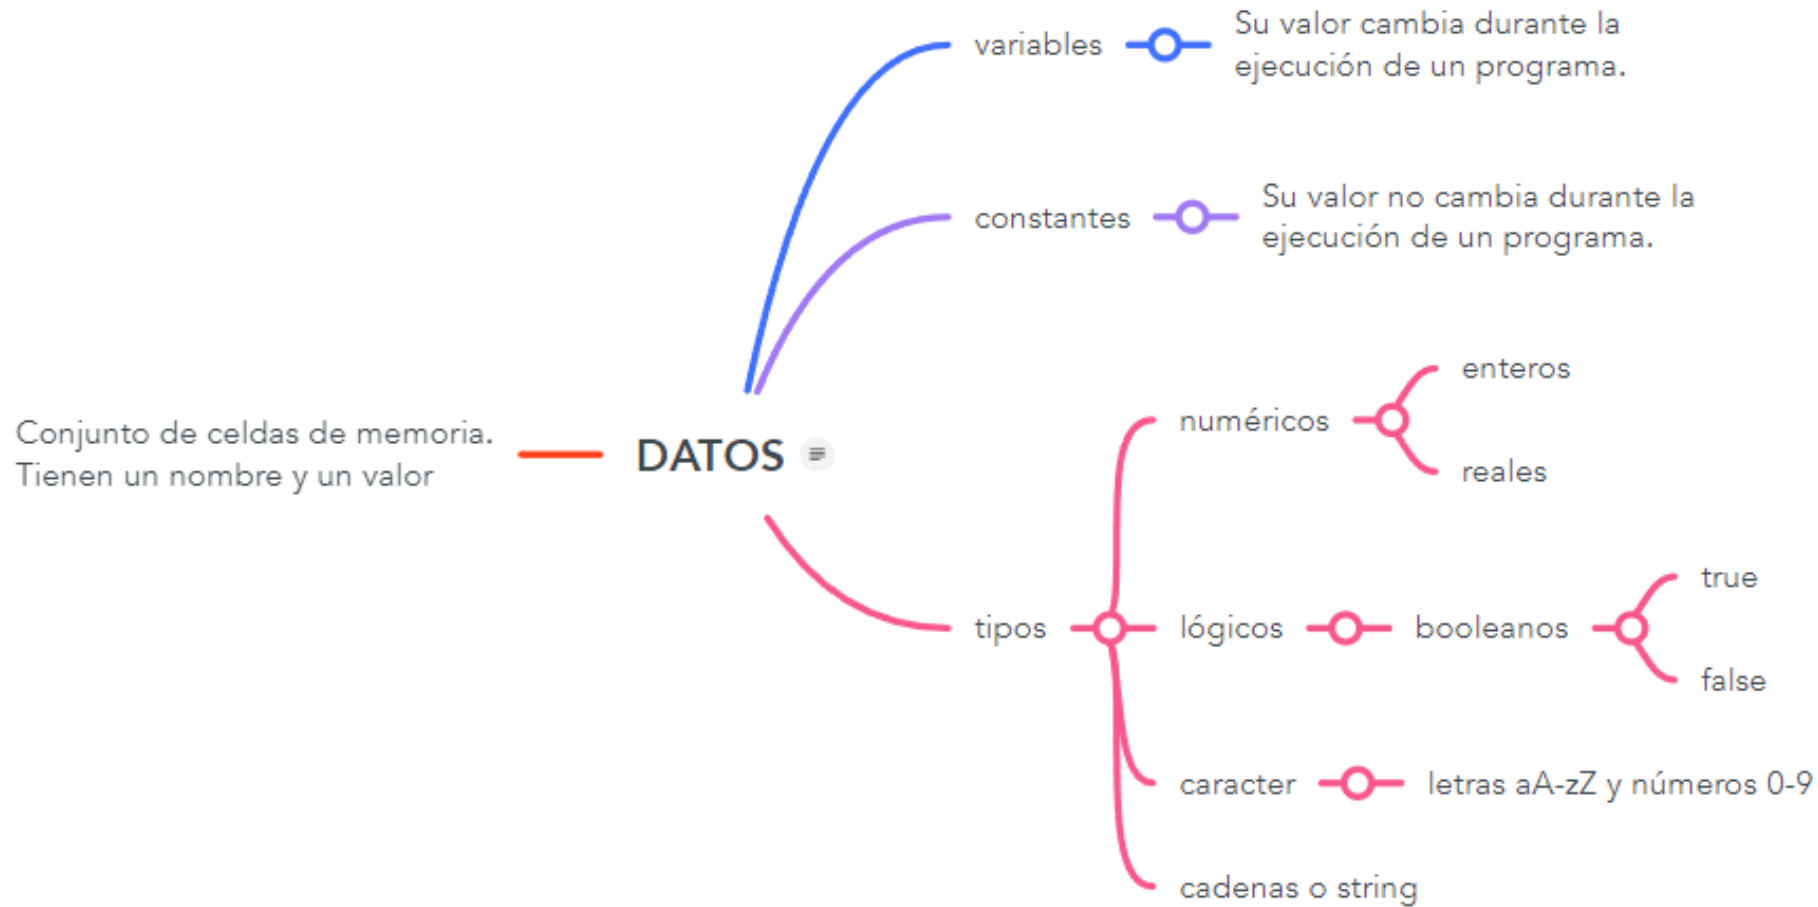 variables
Su valor cambia durante la
ejecución de un programa.
constantes
Su valor no cambia durante la
ejecución de un programa.
Conjunto de celdas de memoria.
Tienen un nombre y un valor
DATOS
tipos
numéricos
enteros
reales
lógicos
booleanos
true
false
caracter
letras aA-zZ y números 0-9
cadenas o string